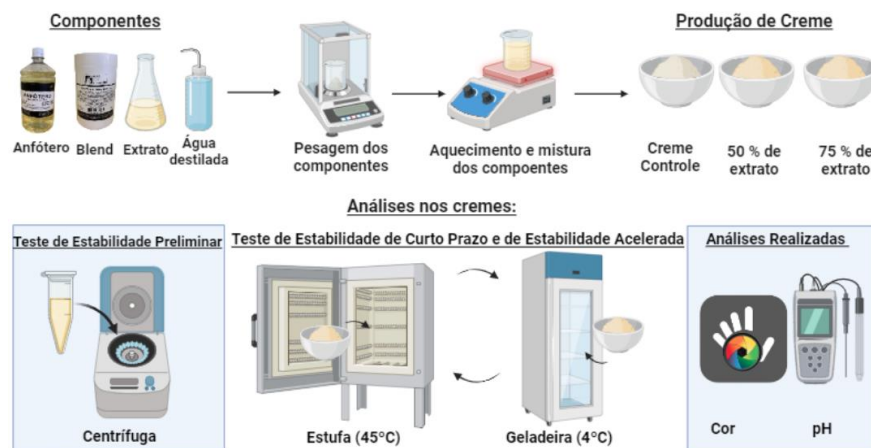 Componentes
Produção de Creme
Anfótero
Blend
Extrato
Água
destilada
Pesagem dos
componentes
Aquecimento e mistura
dos compoentes
Creme
Controle
50 % de
extrato
75 % de
extrato
Análises nos cremes:
Teste de Estabilidade Preliminar
Teste de Estabilidade de Curto Prazo e de Estabilidade Acelerada
Análises Realizadas
Centrífuga
Estufa (45°C)
Geladeira (4°C)
Cor
pH